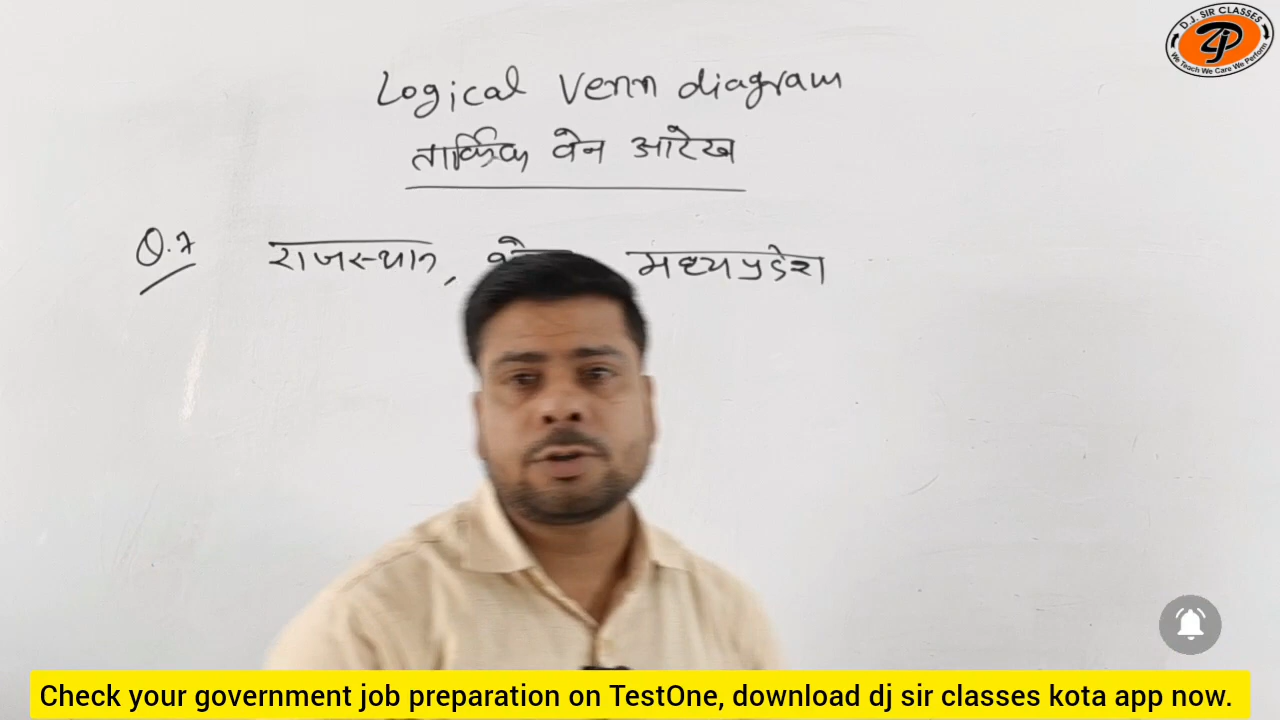 D.J. SIR CLASSES
We Teach We Care We Perform
Logical Venn diagram
तार्किक वेन आरेख
Q.7 राजस्थान, मध्यप्रदेश
Check your government job preparation on TestOne, download dj sir classes kota app now.